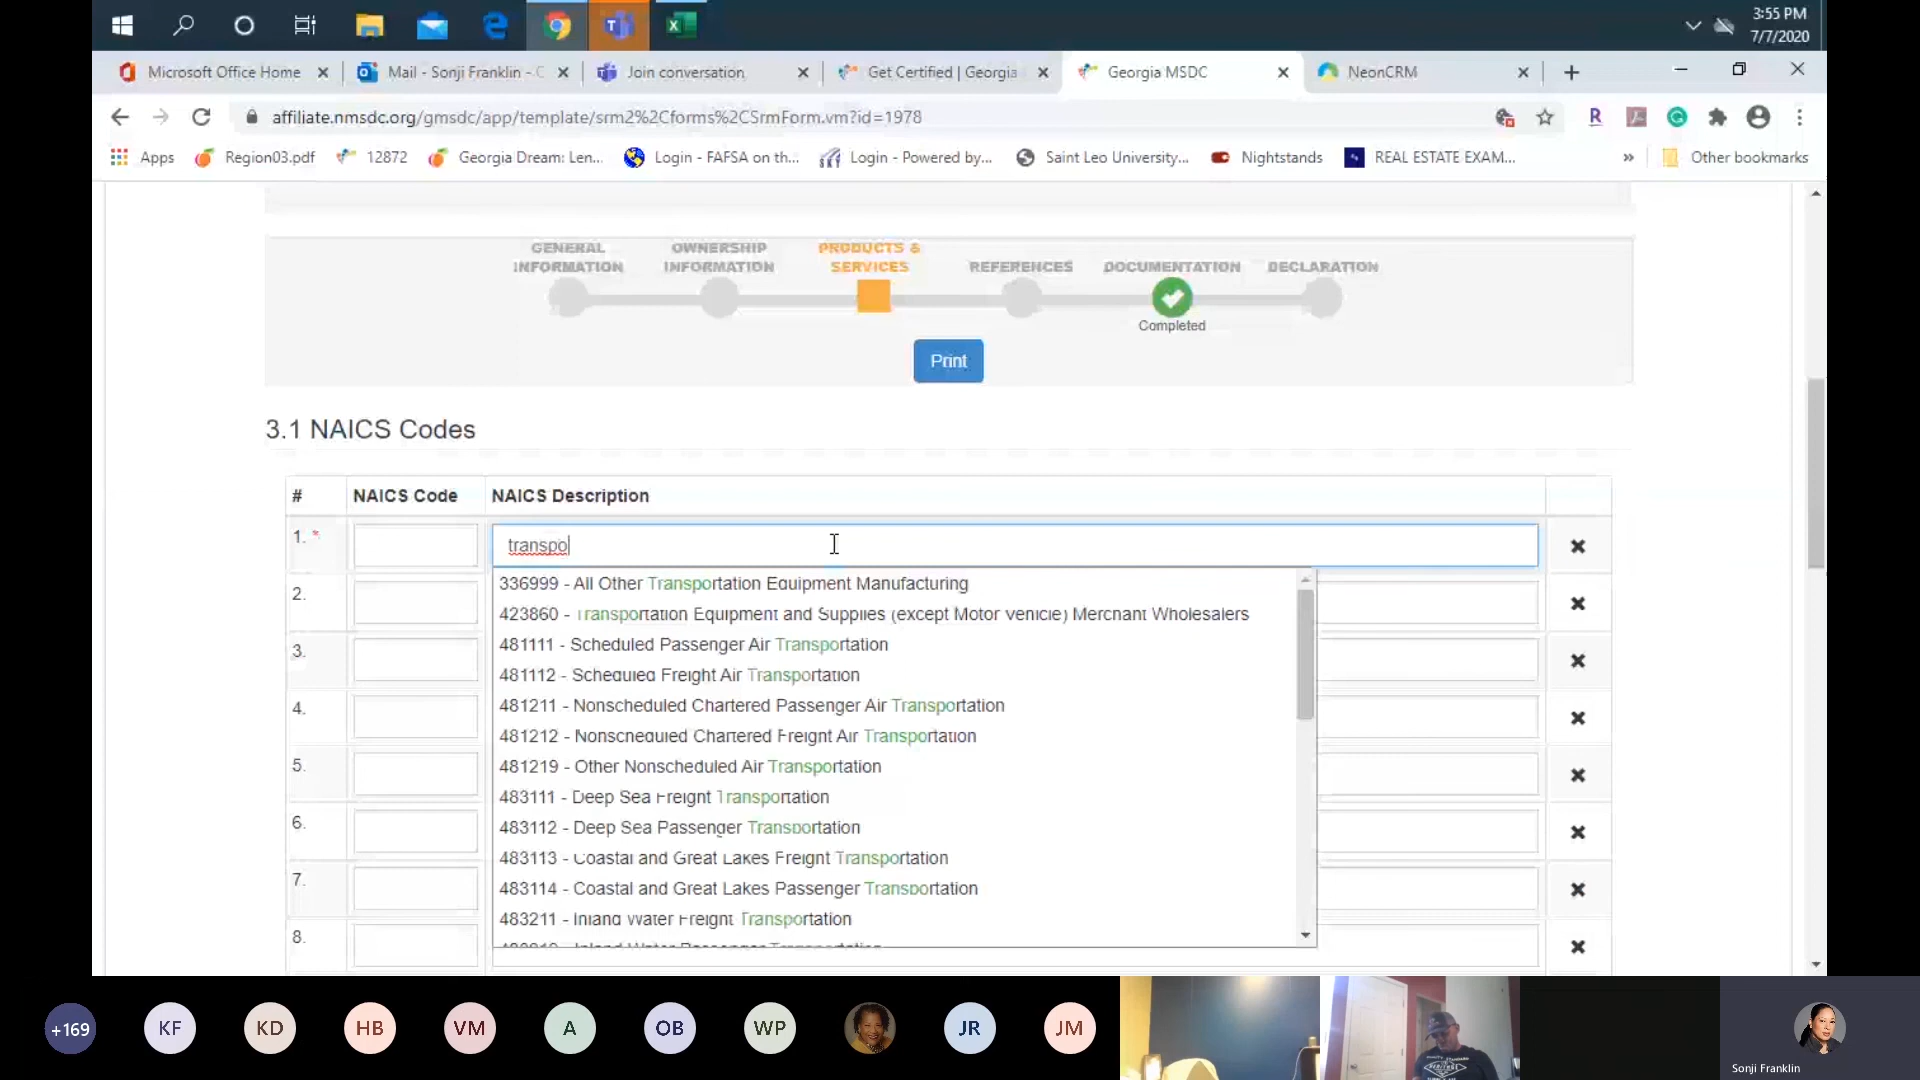 3:55 PM
7/7/2020
Microsoft Office Home
Mail - Sonji Franklin - C
Join conversation
Get Certified | Georgia
Georgia MSDC
NeonCRM
affiliate.nmsdc.org/gmsdc/app/template/srm2%2Cforms%2CSrmForm.vm?id=1978
Apps
Region03.pdf
12872
Georgia Dream: Len...
Login - FAFSA on th...
Login - Powered by...
Saint Leo University...
Nightstands
REAL ESTATE EXAM...
»
Other bookmarks
GENERAL INFORMATION
OWNERSHIP INFORMATION
PRODUCTS & SERVICES
REFERENCES
DOCUMENTATION
DECLARATION
Completed
Print
3.1 NAICS Codes
# NAICS Code NAICS Description
1. * transpo
336999 - All Other Transportation Equipment Manufacturing
2.
423860 - Transportation Equipment and Supplies (except Motor Vehicle) Merchant Wholesalers
481111 - Scheduled Passenger Air Transportation
3.
481112 - Scheduled Freight Air Transportation
4.
481211 - Nonscheduled Chartered Passenger Air Transportation
481212 - Nonscheduled Chartered Freight Air Transportation
5.
481219 - Other Nonscheduled Air Transportation
483111 - Deep Sea Freight Transportation
6.
483112 - Deep Sea Passenger Transportation
483113 - Coastal and Great Lakes Freight Transportation
7.
483114 - Coastal and Great Lakes Passenger Transportation
483211 - Inland Water Freight Transportation
8.
+169
KF
KD
HB
VM
A
OB
WP
JR
JM
Sonji Franklin